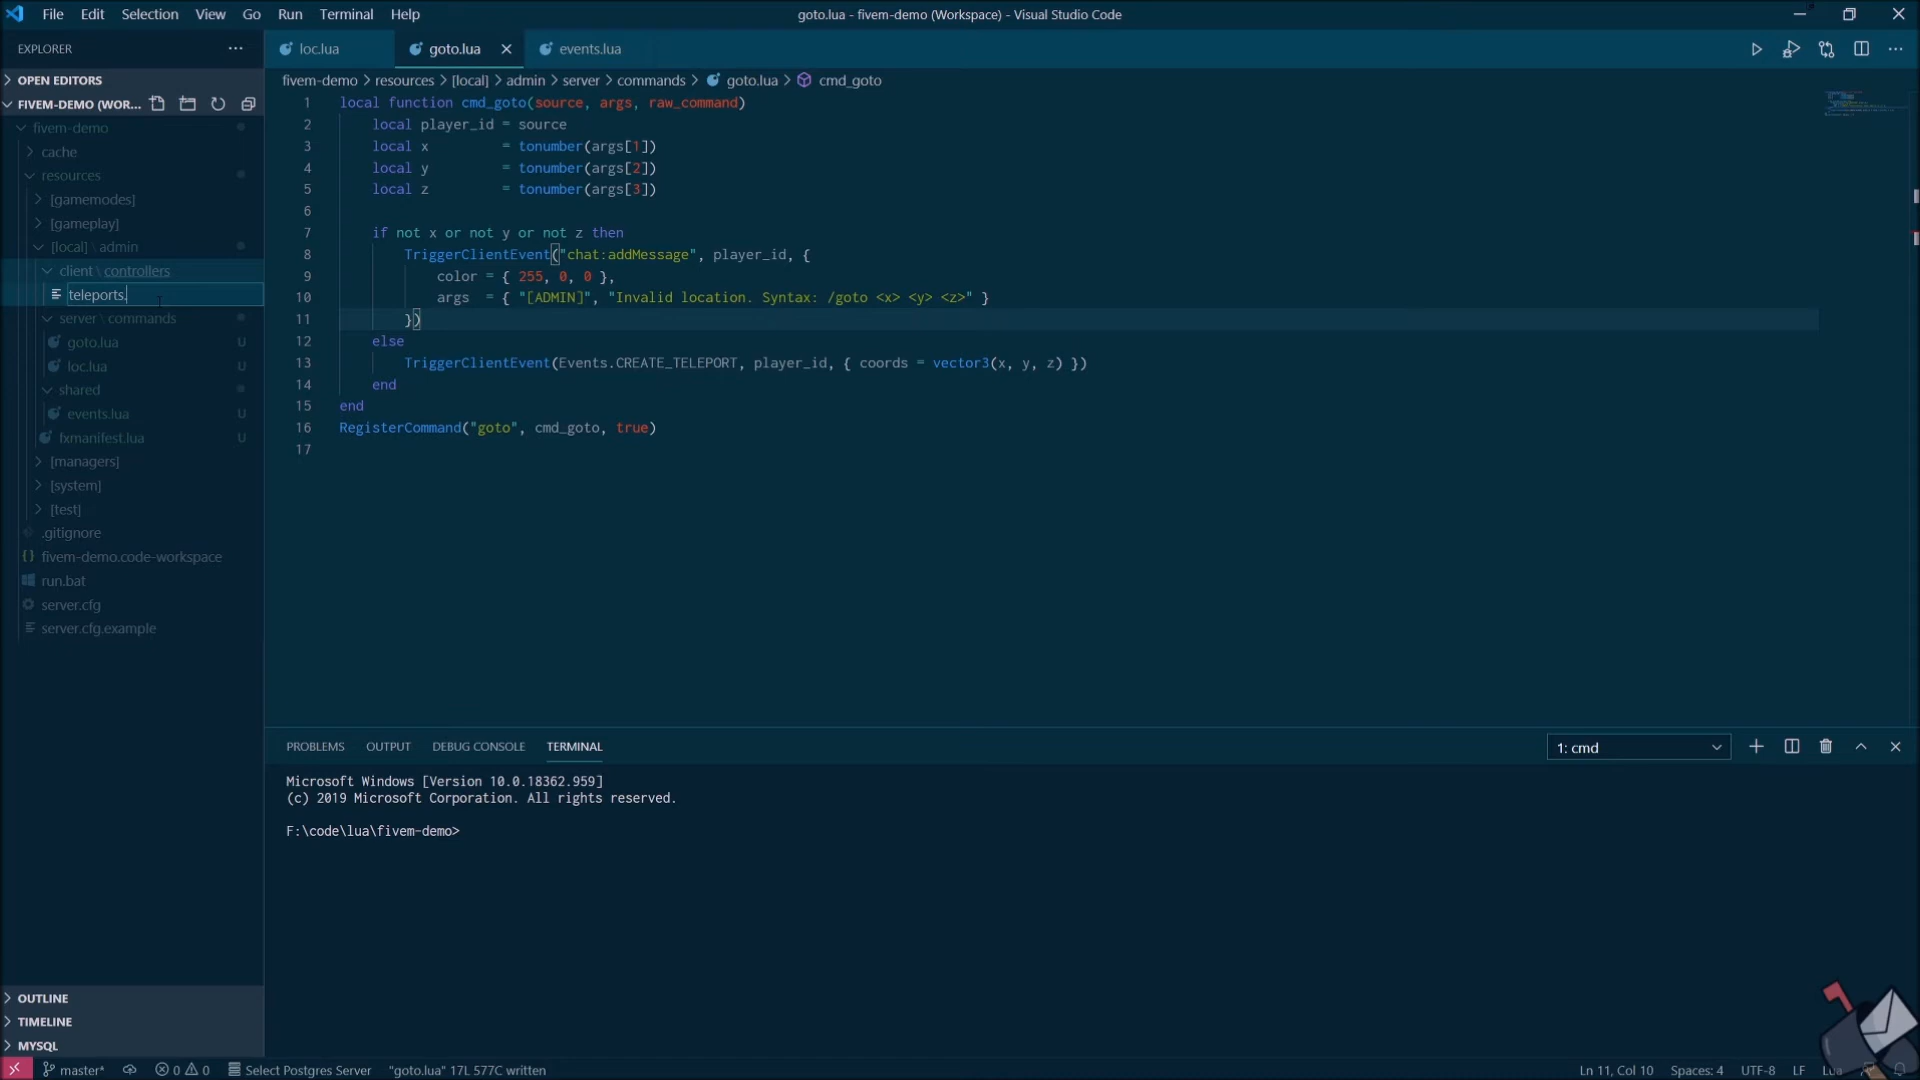 File Edit Selection View Go Run Terminal Help
goto.lua - fivem-demo (Workspace) - Visual Studio Code
EXPLORER
OPEN EDITORS
FIVEM-DEMO (WOR...
fivem-demo
cache
resources
[gamemodes]
[gameplay]
[local] \ admin
client \ controllers
teleports.
server \ commands
goto.lua U
loc.lua U
shared
events.lua U
fxmanifest.lua U
[managers]
[system]
[test]
.gitignore
{} fivem-demo.code-workspace
run.bat
server.cfg
server.cfg.example
OUTLINE
TIMELINE
MYSQL
loc.lua goto.lua events.lua
fivem-demo > resources > [local] > admin > server > commands > goto.lua > cmd_goto
1 local function cmd_goto(source, args, raw_command)
2 local player_id = source
3 local x = tonumber(args[1])
4 local y = tonumber(args[2])
5 local z = tonumber(args[3])
6
7 if not x or not y or not z then
8 TriggerClientEvent("chat:addMessage", player_id, {
9 color = { 255, 0, 0 },
10 args = { "[ADMIN]", "Invalid location. Syntax: /goto <x> <y> <z>" }
11 })
12 else
13 TriggerClientEvent(Events.CREATE_TELEPORT, player_id, { coords = vector3(x, y, z) })
14 end
15 end
16 RegisterCommand("goto", cmd_goto, true)
17
PROBLEMS OUTPUT DEBUG CONSOLE TERMINAL
1: cmd
Microsoft Windows [Version 10.0.18362.959]
(c) 2019 Microsoft Corporation. All rights reserved.
F:\code\lua\fivem-demo>
master* 0 0 Select Postgres Server "goto.lua" 17L 577C written
Ln 11, Col 10 Spaces: 4 UTF-8 LF